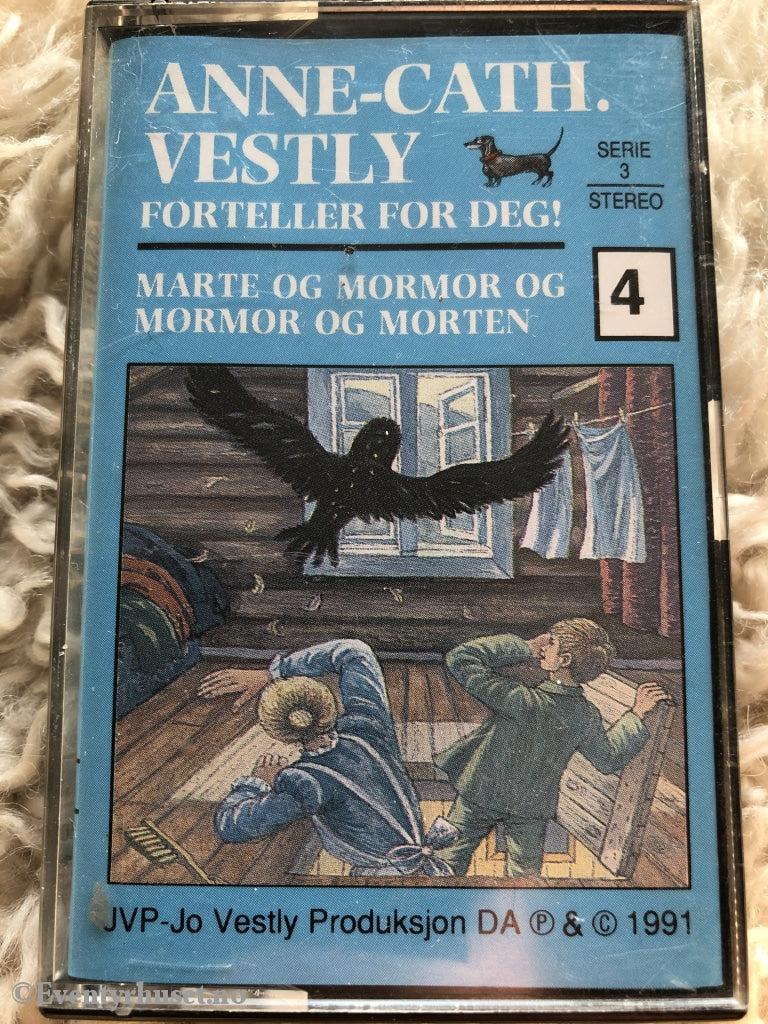 ANNE-CATH.
VESTLY
SERIE
3
STEREO
FORTELLER FOR DEG!
MARTE OG MORMOR OG
MORMOR OG MORTEN
4
JVP-Jo Vestly Produksjon DA Ⓟ & © 1991
© Eventyrhuset.no